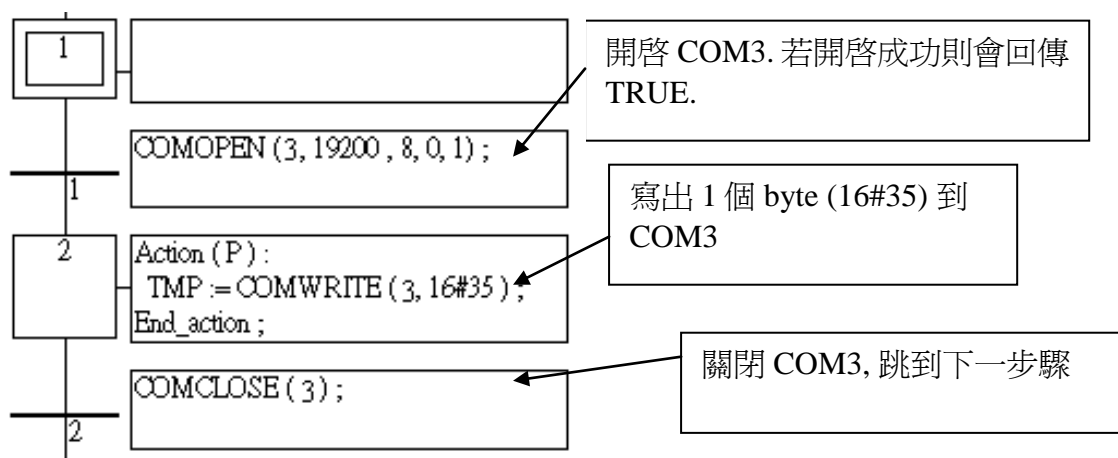 1
開啓 COM3. 若開啓成功則會回傳
TRUE.
COMOPEN (3, 19200 , 8, 0, 1) ;
1
寫出 1 個 byte (16#35) 到
COM3
2
Action (P) :
TMP := COMWRITE (3, 16#35) ;
End_action ;
關閉 COM3, 跳到下一步驟
COMCLOSE (3) ;
2